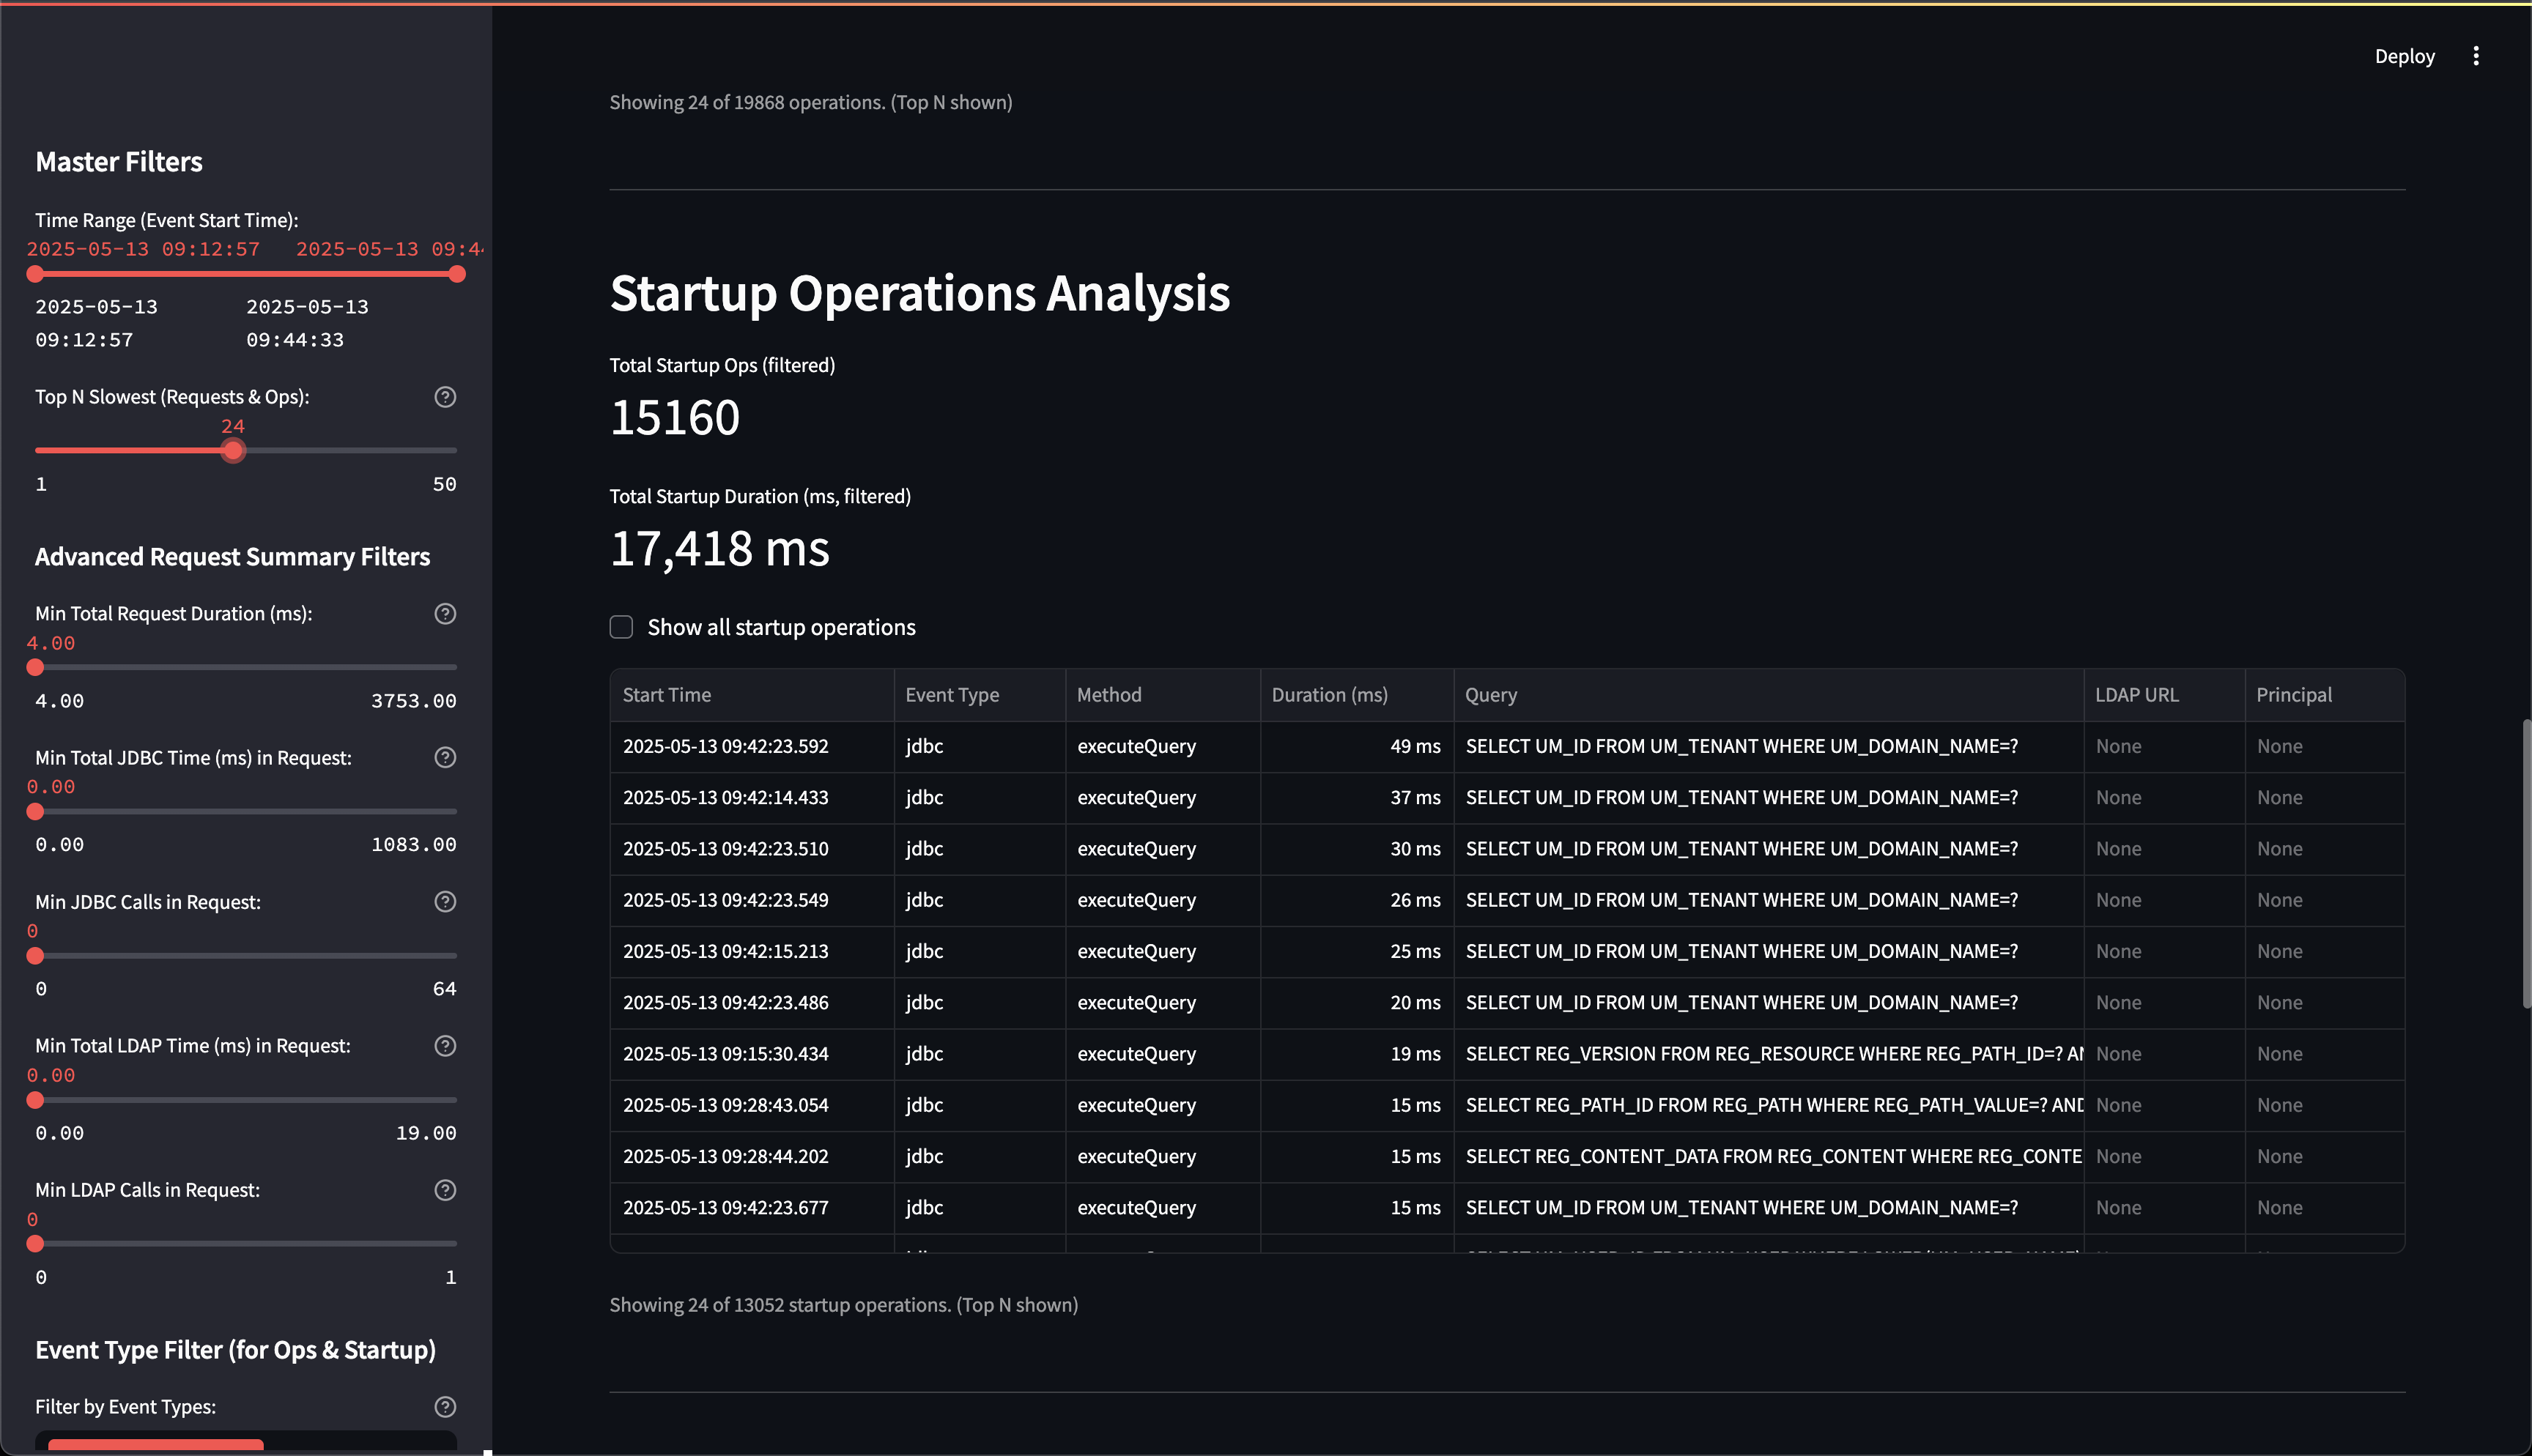 Deploy
Master Filters
Time Range (Event Start Time):
2025-05-13 09:12:57 2025-05-13 09:4
2025-05-13 09:12:57
2025-05-13 09:44:33
Top N Slowest (Requests & Ops):
24
1 50
Advanced Request Summary Filters
Min Total Request Duration (ms):
4.00
4.00 3753.00
Min Total JDBC Time (ms) in Request:
0.00
0.00 1083.00
Min JDBC Calls in Request:
0
0 64
Min Total LDAP Time (ms) in Request:
0.00
0.00 19.00
Min LDAP Calls in Request:
0
0 1
Event Type Filter (for Ops & Startup)
Filter by Event Types:
Showing 24 of 19868 operations. (Top N shown)
Startup Operations Analysis
Total Startup Ops (filtered)
15160
Total Startup Duration (ms, filtered)
17,418 ms
Show all startup operations
Start Time Event Type Method Duration (ms) Query LDAP URL Principal
2025-05-13 09:42:23.592 jdbc executeQuery 49 ms SELECT UM_ID FROM UM_TENANT WHERE UM_DOMAIN_NAME=? None None
2025-05-13 09:42:14.433 jdbc executeQuery 37 ms SELECT UM_ID FROM UM_TENANT WHERE UM_DOMAIN_NAME=? None None
2025-05-13 09:42:23.510 jdbc executeQuery 30 ms SELECT UM_ID FROM UM_TENANT WHERE UM_DOMAIN_NAME=? None None
2025-05-13 09:42:23.549 jdbc executeQuery 26 ms SELECT UM_ID FROM UM_TENANT WHERE UM_DOMAIN_NAME=? None None
2025-05-13 09:42:15.213 jdbc executeQuery 25 ms SELECT UM_ID FROM UM_TENANT WHERE UM_DOMAIN_NAME=? None None
2025-05-13 09:42:23.486 jdbc executeQuery 20 ms SELECT UM_ID FROM UM_TENANT WHERE UM_DOMAIN_NAME=? None None
2025-05-13 09:15:30.434 jdbc executeQuery 19 ms SELECT REG_VERSION FROM REG_RESOURCE WHERE REG_PATH_ID=? None None
2025-05-13 09:28:43.054 jdbc executeQuery 15 ms SELECT REG_PATH_ID FROM REG_PATH WHERE REG_PATH_VALUE=? AND None None
2025-05-13 09:28:44.202 jdbc executeQuery 15 ms SELECT REG_CONTENT_DATA FROM REG_CONTENT WHERE REG_CONTE None None
2025-05-13 09:42:23.677 jdbc executeQuery 15 ms SELECT UM_ID FROM UM_TENANT WHERE UM_DOMAIN_NAME=? None None
Showing 24 of 13052 startup operations. (Top N shown)